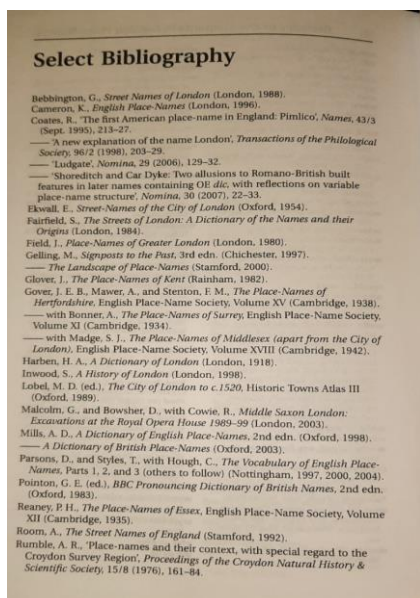 Select Bibliography
Bebbington, G., Street Names of London (London, 1988).
Cameron, K., English Place-Names (London, 1996).
Coates, R., 'The first American place-name in England: Pimlico', Names, 43/3
(Sept. 1995), 213–27.
—— 'A new explanation of the name London', Transactions of the Philological
Society, 96/2 (1998), 203–29.
—— 'Ludgate', Nomina, 29 (2006), 129–32.
—— 'Shoreditch and Car Dyke: Two allusions to Romano-British built
features in later names containing OE dic, with reflections on variable
place-name structure', Nomina, 30 (2007), 22–33.
Ekwall, E., Street-Names of the City of London (Oxford, 1954).
Fairfield, S., The Streets of London: A Dictionary of the Names and their
Origins (London, 1984).
Field, J., Place-Names of Greater London (London, 1980).
Gelling, M., Signposts to the Past, 3rd edn. (Chichester, 1997).
—— The Landscape of Place-Names (Stamford, 2000).
Glover, J., The Place-Names of Kent (Rainham, 1982).
Gover, J. E. B., Mawer, A., and Stenton, F. M., The Place-Names of
Hertfordshire, English Place-Name Society, Volume XV (Cambridge, 1938).
—— with Bonner, A., The Place-Names of Surrey, English Place-Name Society,
Volume XI (Cambridge, 1934).
—— with Madge, S. J., The Place-Names of Middlesex (apart from the City of
London), English Place-Name Society, Volume XVIII (Cambridge, 1942).
Harben, H. A., A Dictionary of London (London, 1918).
Inwood, S., A History of London (London, 1998).
Lobel, M. D. (ed.), The City of London to c.1520, Historic Towns Atlas III
(Oxford, 1989).
Malcolm, G., and Bowsher, D., with Cowie, R., Middle Saxon London:
Excavations at the Royal Opera House 1989–99 (London, 2003).
Mills, A. D., A Dictionary of English Place-Names, 2nd edn. (Oxford, 1998).
—— A Dictionary of British Place-Names (Oxford, 2003).
Parsons, D., and Styles, T., with Hough, C., The Vocabulary of English Place-
Names, Parts 1, 2, and 3 (others to follow) (Nottingham, 1997, 2000, 2004).
Pointon, G. E. (ed.), BBC Pronouncing Dictionary of British Names, 2nd edn.
(Oxford, 1983).
Reaney, P. H., The Place-Names of Essex, English Place-Name Society, Volume
XII (Cambridge, 1935).
Room, A., The Street Names of England (Stamford, 1992).
Rumble, A. R., 'Place-names and their context, with special regard to the
Croydon Survey Region', Proceedings of the Croydon Natural History &
Scientific Society, 15/8 (1976), 161–84.